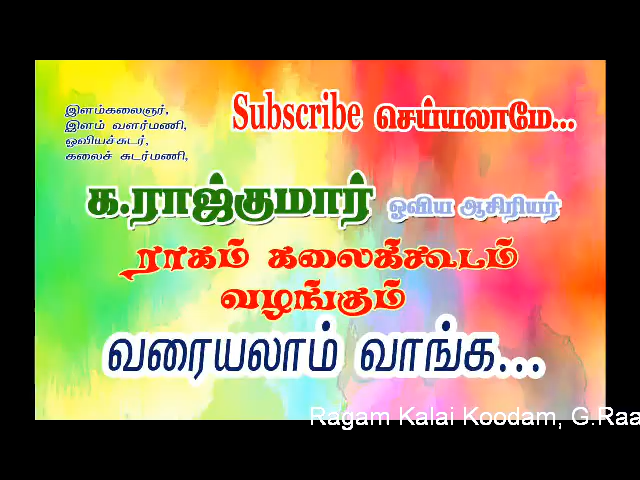 இளம்கலைஞர்,
இளம் வளர்மணி,
ஓவியச்சுடர்,
கலைச் சுடர்மணி,
Subscribe செய்யலாமே...
க.ராஜ்குமார் ஓவிய ஆசிரியர்
ராகம் கலைக்கூடம்
வழங்கும்
வரையலாம் வாங்க...
Ragam Kalai Koodam, G.Raa